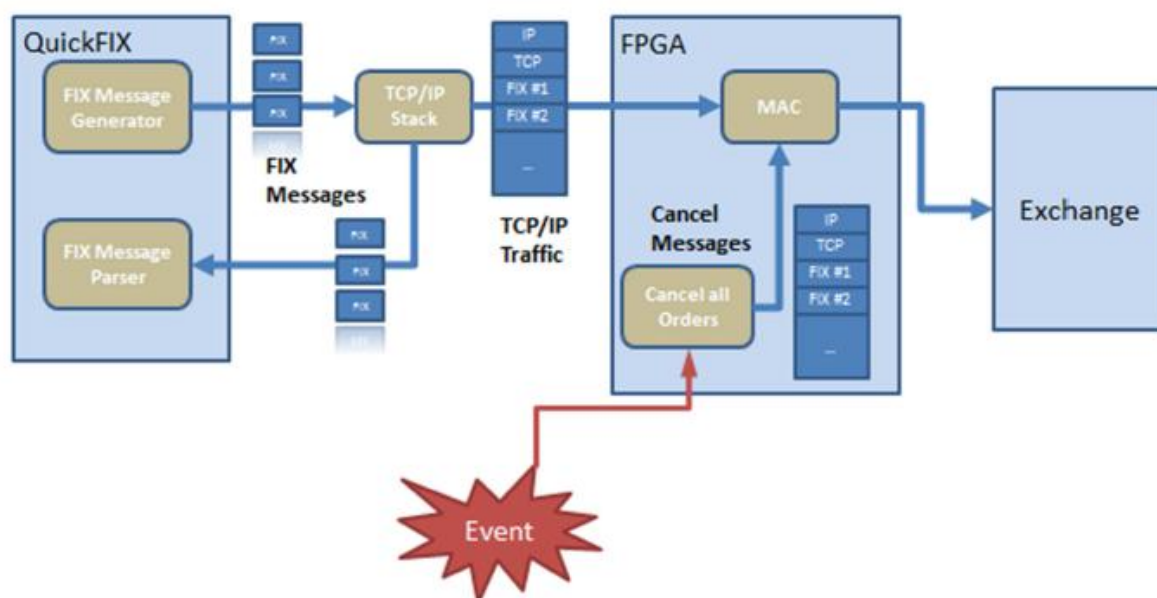 QuickFIX
FIX Message
Generator
FIX
FIX
FIX
FIX
Messages
TCP/IP
Stack
IP
TCP
FIX #1
FIX #2
...
TCP/IP
Traffic
FIX Message
Parser
FIX
FIX
FIX
FPGA
MAC
Cancel
Messages
Cancel all
Orders
IP
TCP
FIX #1
FIX #2
...
Exchange
Event